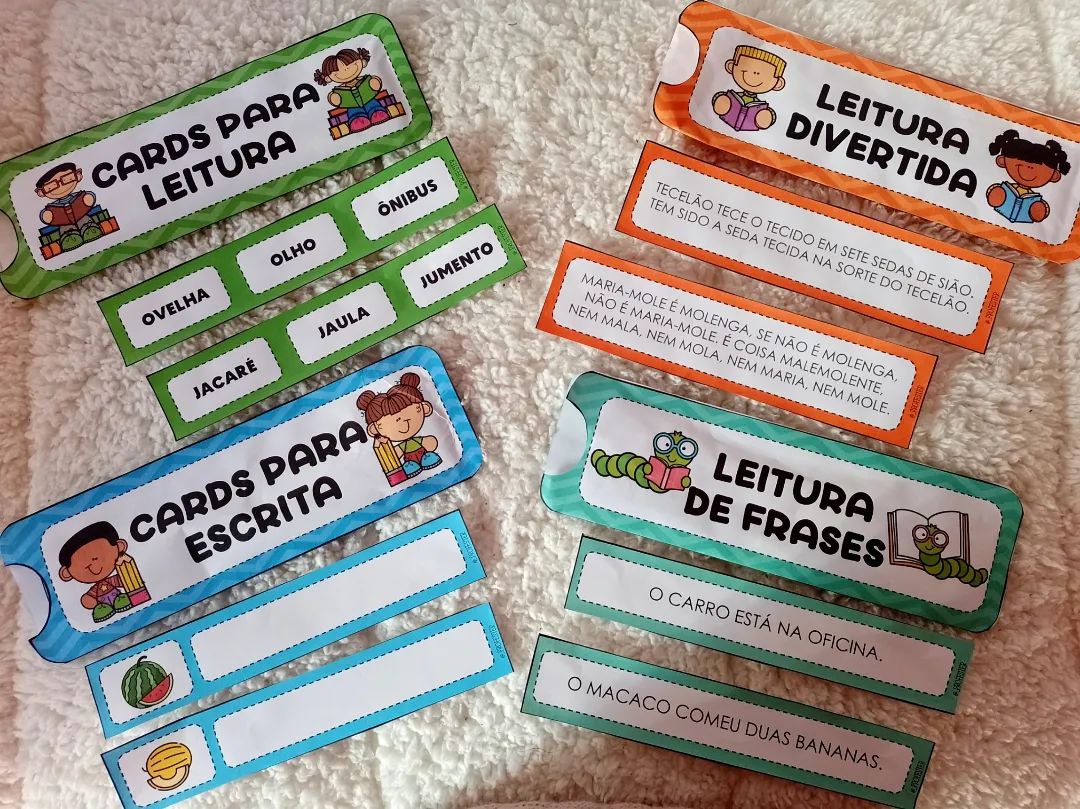 CARDS PARA
LEITURA
OVELHA
OLHO
ÔNIBUS
JACARÉ
JAULA
JUMENTO
LEITURA
DIVERTIDA
TECELÃO TECE O TECIDO EM SETE SEDAS DE SIÃO.
TEM SIDO A SEDA TECIDA NA SORTE DO TECELÃO.
MARIA-MOLE É MOLENGA, SE NÃO É MOLENGA,
NÃO É MARIA-MOLE. É COISA MALEMOLENTE,
NEM MALA, NEM MOLA, NEM MARIA, NEM MOLE.
CARDS PARA
ESCRITA
LEITURA
DE FRASES
O CARRO ESTÁ NA OFICINA.
O MACACO COMEU DUAS BANANAS.